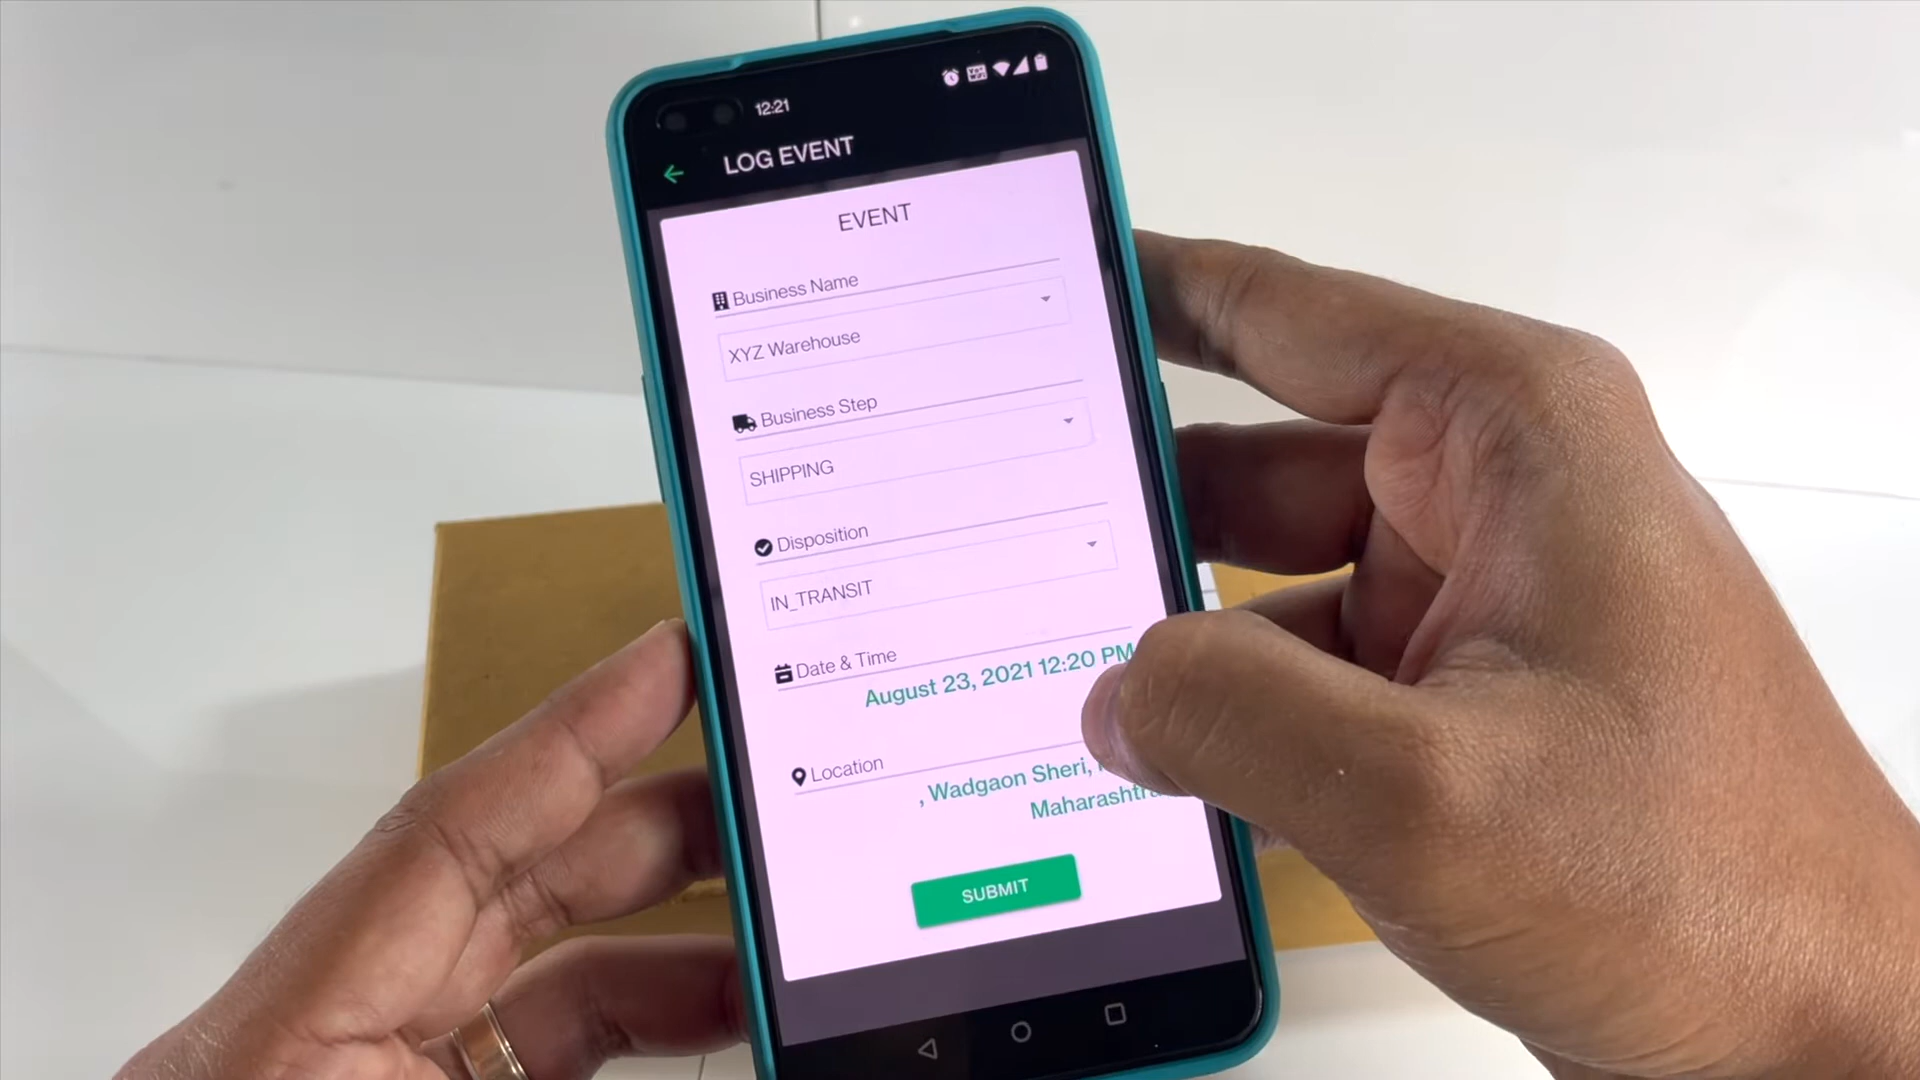 12:21
LOG EVENT
EVENT
Business Name
XYZ Warehouse
Business Step
SHIPPING
Disposition
IN_TRANSIT
Date & Time
August 23, 2021 12:20 PM
Location
, Wadgaon Sheri,
Maharashtra
SUBMIT